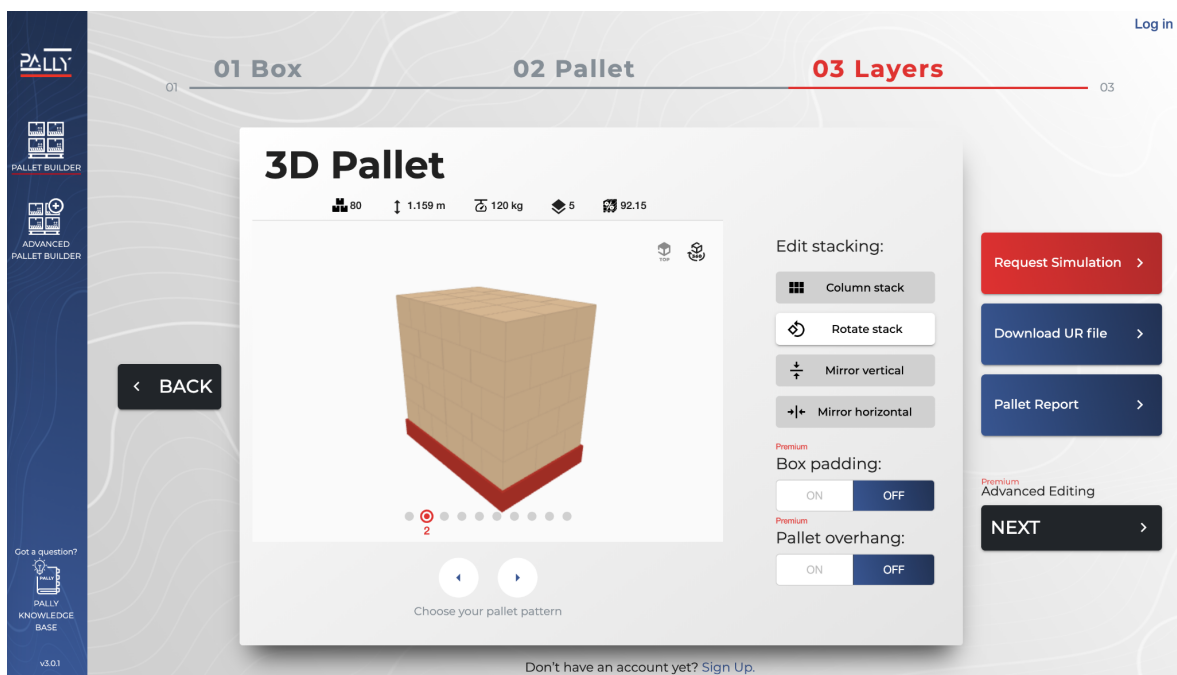 Log in
PALLY
01 Box
02 Pallet
03 Layers
01
03
PALLET BUILDER
ADVANCED
PALLET BUILDER
3D Pallet
80
1.159 m
120 kg
5
92.15
TOP
360
Edit stacking:
Column stack
Rotate stack
Mirror vertical
Mirror horizontal
Premium
Box padding:
ON OFF
Premium
Pallet overhang:
ON OFF
Request Simulation
Download UR file
Pallet Report
Premium
Advanced Editing
NEXT
BACK
2
Choose your pallet pattern
Got a question?
PALLY
PALLY
KNOWLEDGE
BASE
v3.0.1
Don't have an account yet? Sign Up.